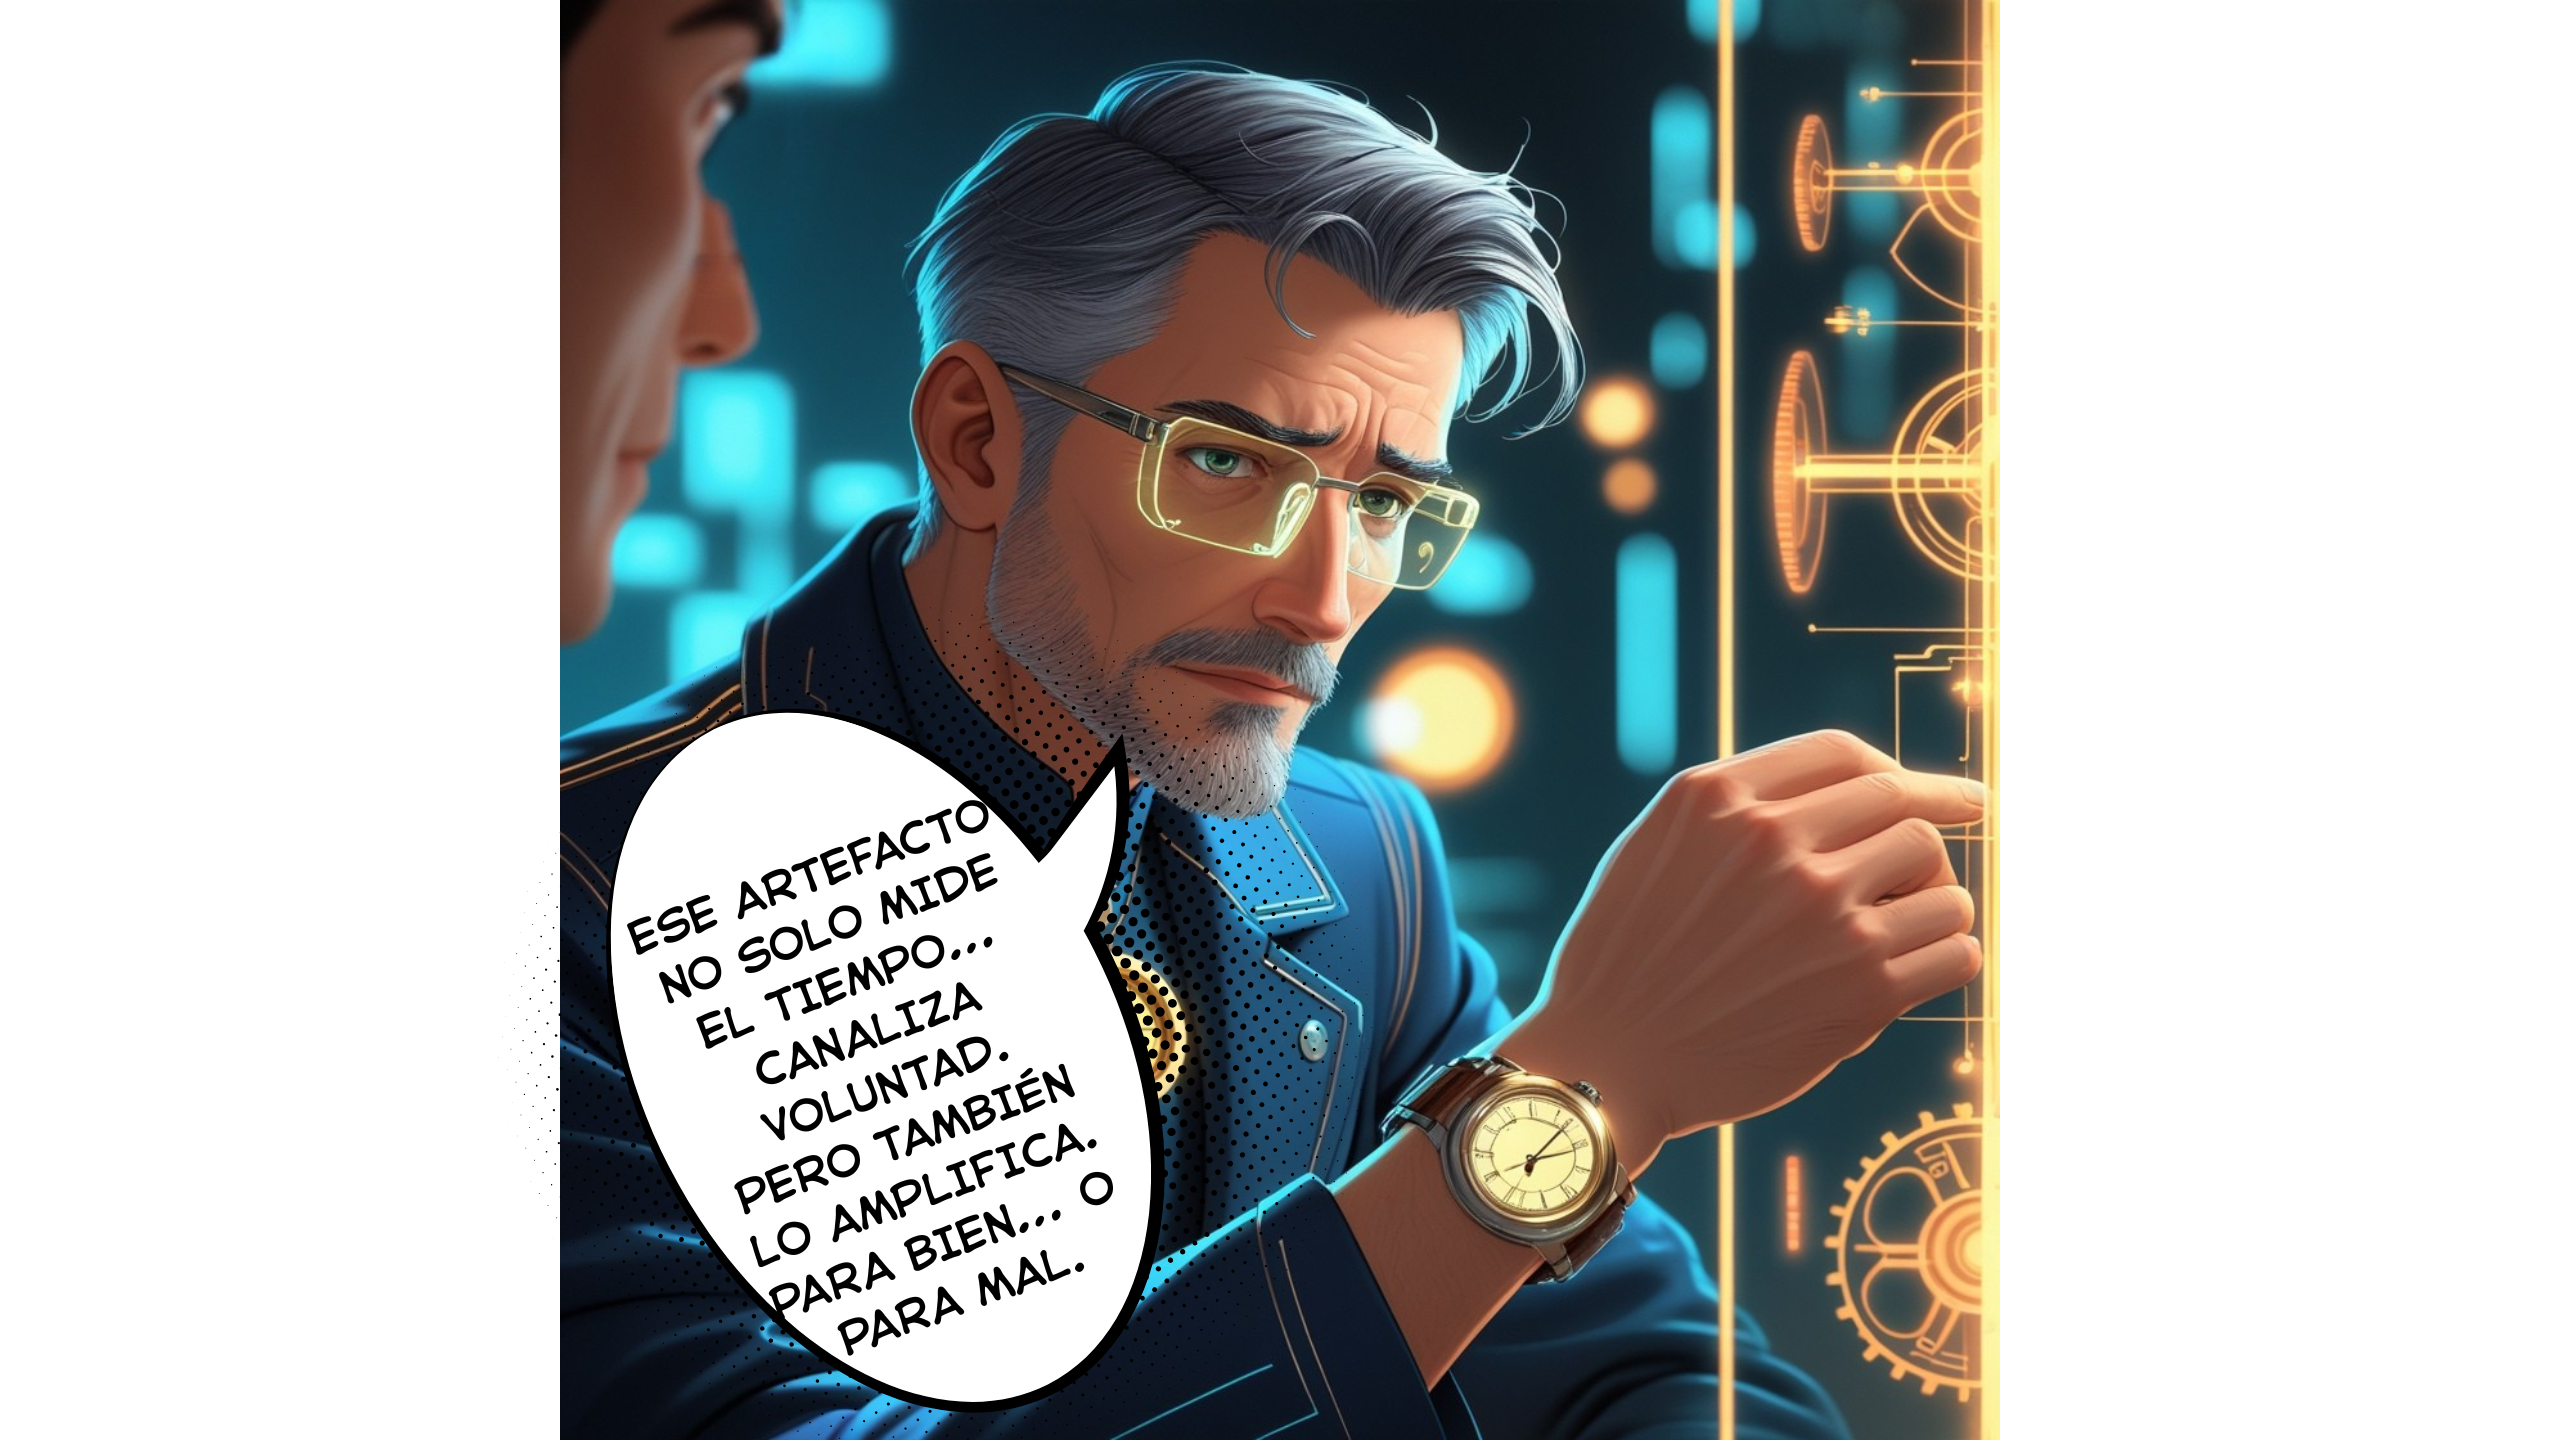 ESE ARTEFACTO
NO SOLO MIDE
EL TIEMPO...
CANALIZA
VOLUNTAD.
PERO TAMBIÉN
LO AMPLIFICA.
PARA BIEN... O
PARA MAL.